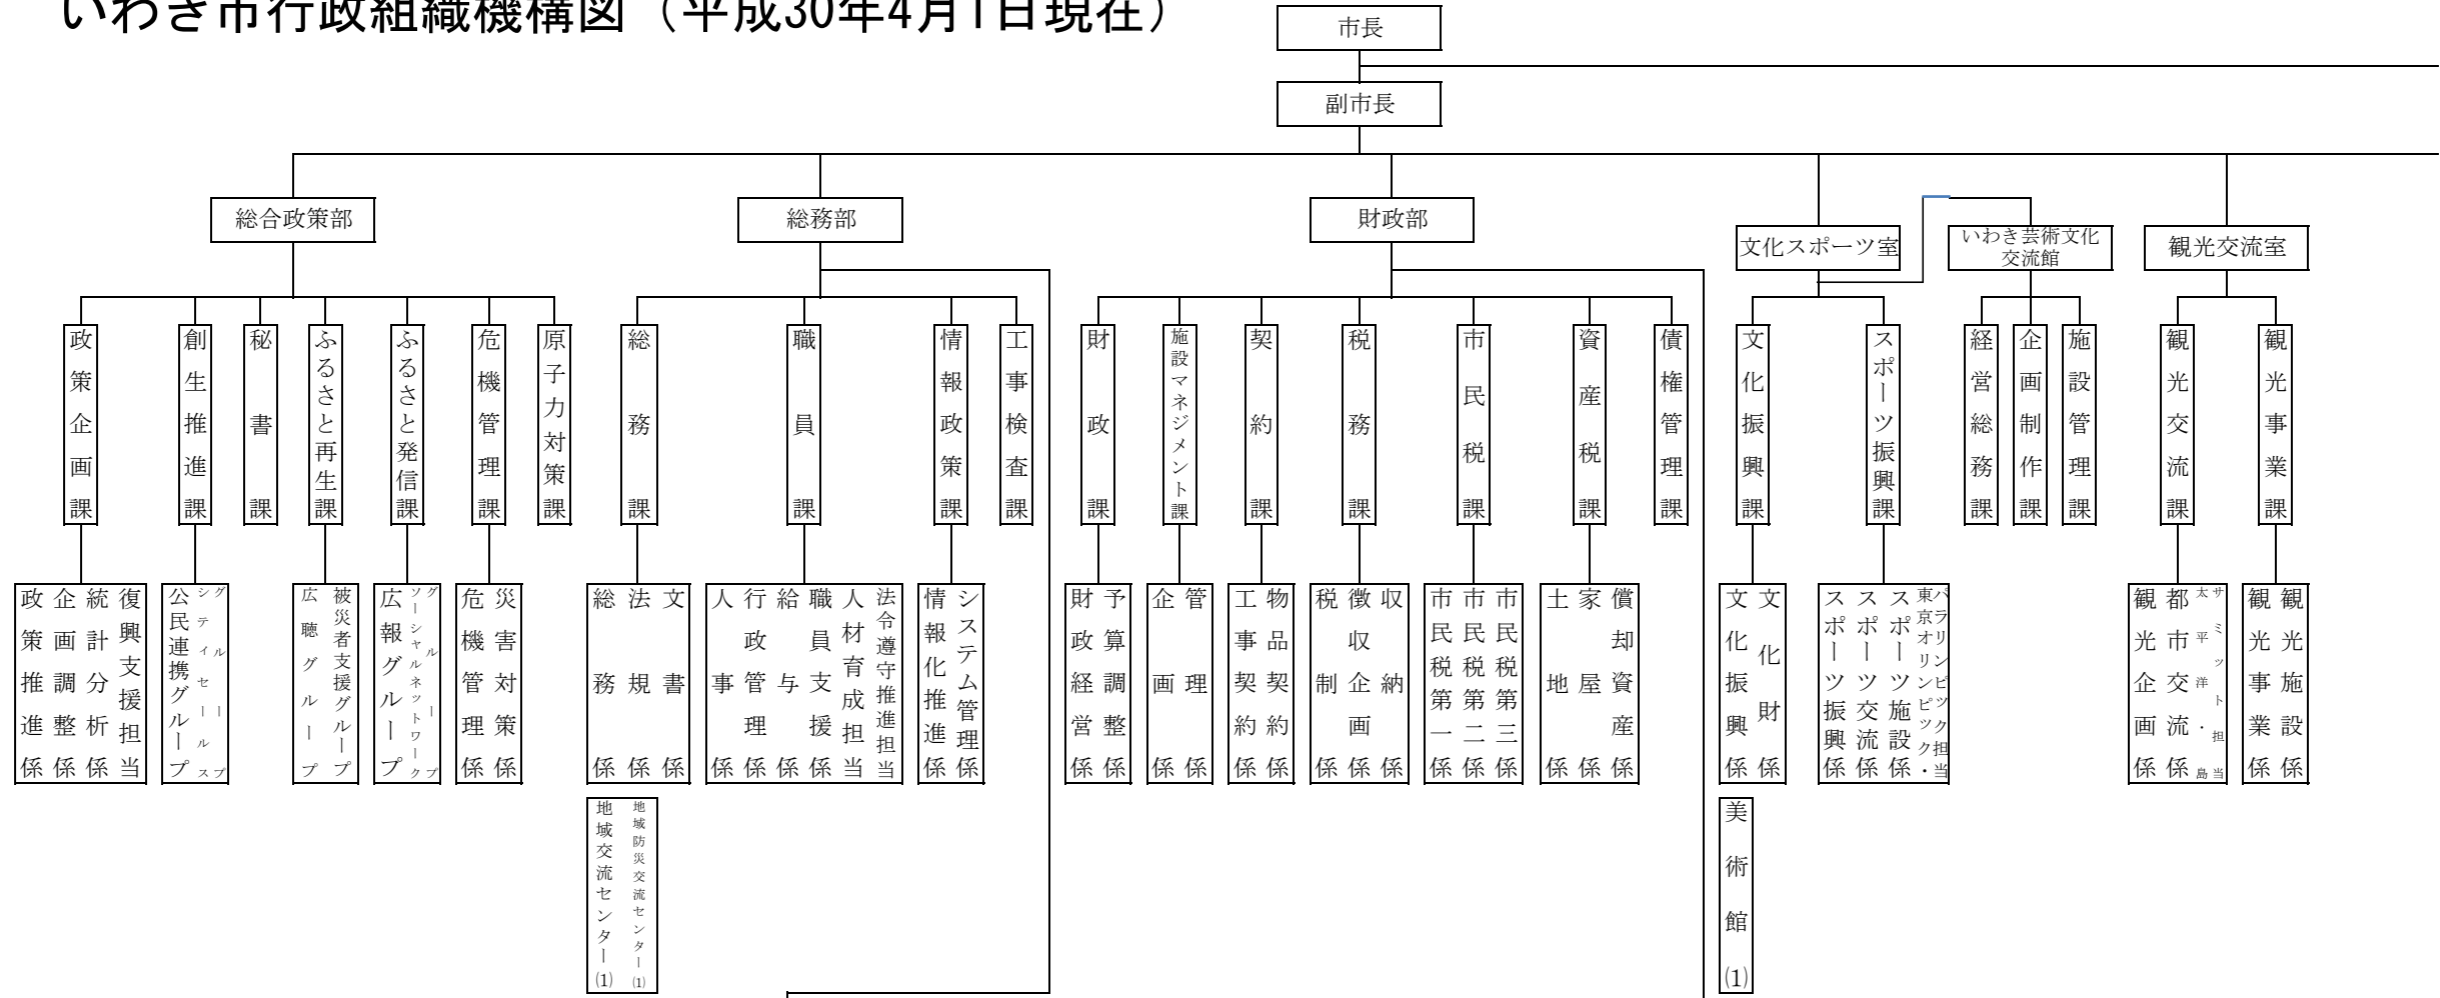 いわき市行政組織機構図（平成30年4月1日現在）
市長
副市長
総合政策部
総務部
財政部
文化スポーツ室
いわき芸術文化
交流館
観光交流室
政策企画課
創生推進課
秘書課
ふるさと再生課
ふるさと発信課
危機管理課
原子力対策課
総務課
職員課
情報政策課
工事検査課
財政課
施設マネジメント課
契約課
税務課
市民税課
資産税課
債権管理課
文化振興課
スポーツ振興課
経営総務課
企画制作課
施設管理課
観光交流課
観光事業課
政策推進係
企画調整係
統計分析係
復興支援担当
公民連携グループ
シティセールス
グループ
広聴グループ
被災者支援グループ
広報グループ
ソーシャルネットワーク
グループ
危機管理係
災害対策係
総務係
法規係
文書係
人事係
行政管理係
給与係
職員支援係
人材育成担当
法令遵守推進担当
情報化推進係
システム管理係
財政経営係
予算調整係
企画係
管理係
工事契約係
物品契約係
税制係
徴収企画係
収納係
市民税第一係
市民税第二係
市民税第三係
土地係
家屋係
償却資産係
文化振興係
文化財係
スポーツ振興係
スポーツ交流係
スポーツ施設係
東京オリンピック・
パラリンピック担当
観光企画係
都市交流係
太平洋・島
サミット担当
観光事業係
観光施設係
地域交流センター(1)
地域防災交流センター(1)
美術館(1)